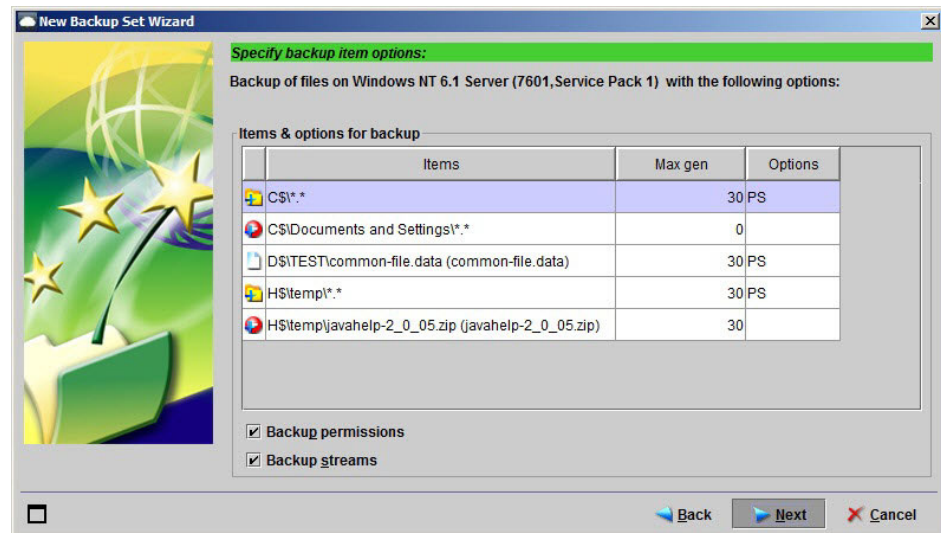 New Backup Set Wizard
Specify backup item options:
Backup of files on Windows NT 6.1 Server (7601,Service Pack 1)  with the following options:
Items & options for backup
Items Max gen Options
C$\*.* 30 PS
C$\Documents and Settings\*.* 0
D$\TEST\common-file.data (common-file.data) 30 PS
H$\temp\*.* 30 PS
H$\temp\javahelp-2_0_05.zip (javahelp-2_0_05.zip) 30
Backup permissions
Backup streams
Back Next Cancel